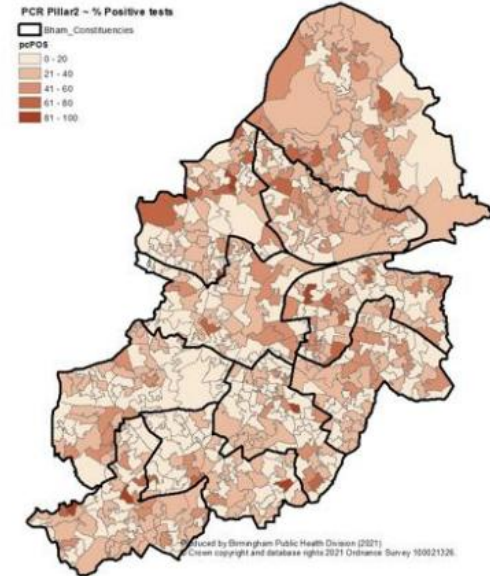 PCR Pillar2 ~ % Positive tests
Bham_Constituencies
pcPOS
0 - 20
21 - 40
41 - 60
61 - 80
81 - 100
Produced by Birmingham Public Health Division (2021)
© Crown copyright and database rights 2021 Ordnance Survey 100021326.